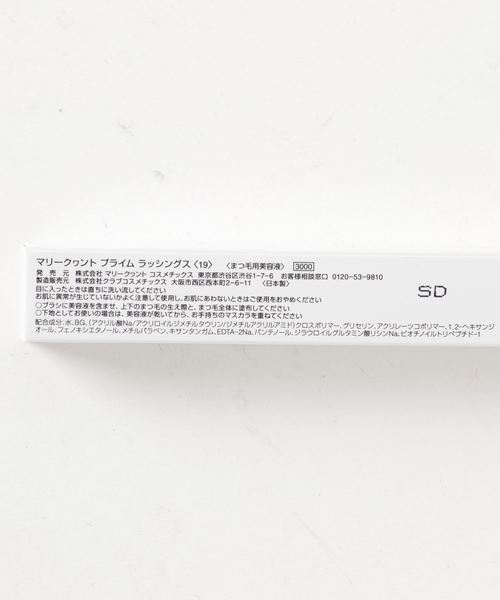 マリークヮント プライム ラッシングス〈19〉 〈まつ毛用美容液〉 3000
発 売 元 株式会社 マリークヮント コスメチックス 東京都渋谷区渋谷1-7-6 お客様相談窓口 0120-53-9810
製造販売元 株式会社クラブコスメチックス 大阪市西区西本町2-6-11 〈日本製〉
目に入ったときは直ちに洗い流してください
お肌に異常が生じていないかよく注意して使用し、お肌にあわないときはご使用をおやめください
○ブラシに美容液を含ませ、上下のまつ毛の生え際と、まつ毛全体に塗布してください
○下地としてお使いの場合は、美容液が乾いてから、お手持ちのマスカラを重ねてください
配合成分:水、BG、(アクリル酸Na/アクリロイルジメチルタウリン/ジメチルアクリルアミド)クロスポリマー、グリセリン、アクリレーツコポリマー、1,2-ヘキサンジ
オール、フェノキシエタノール、メチルパラベン、キサンタンガム、EDTA-2Na、パンテノール、ジラウロイルグルタミン酸リシンNa、ビオチノイルトリペプチド-1
SD